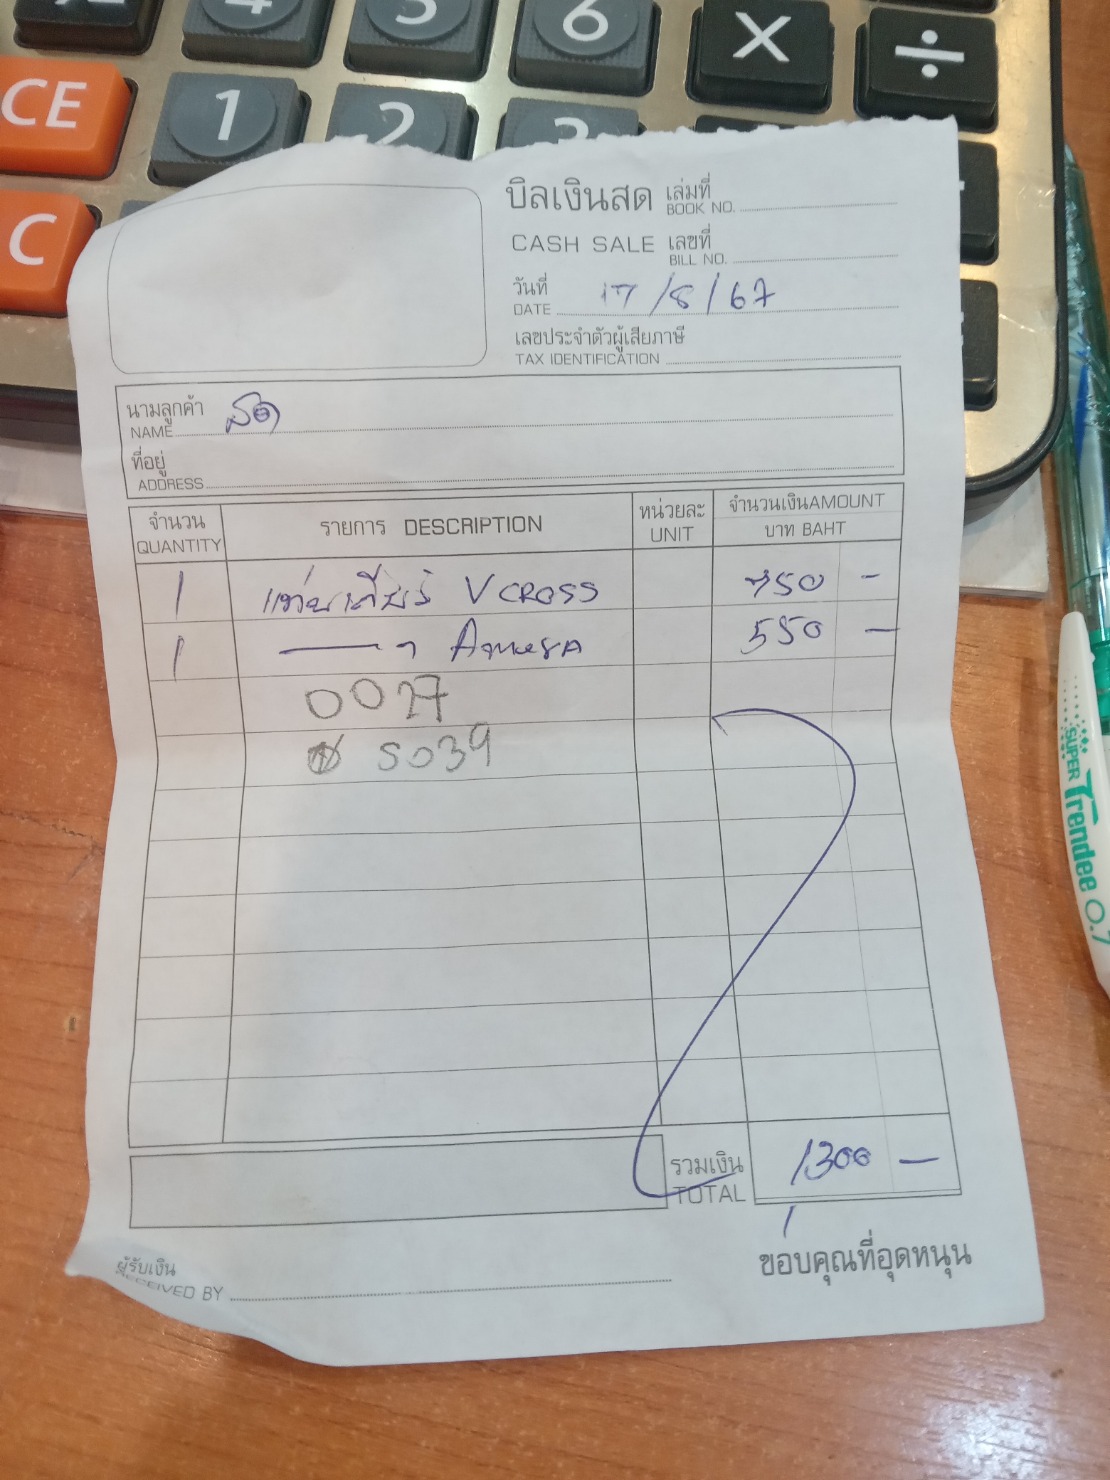 4 5 6 × ÷
CE 1 2 3
C
บิลเงินสด เล่มที่
BOOK NO.
CASH SALE เลขที่
BILL NO.
วันที่ 17/8/67
DATE
เลขประจำตัวผู้เสียภาษี
TAX IDENTIFICATION
นามลูกค้า สด
NAME
ที่อยู่
ADDRESS
จำนวน รายการ DESCRIPTION หน่วยละ จำนวนเงินAMOUNT
QUANTITY UNIT บาท BAHT
1 V CROSS 750 -
1 550 -
0027
5039
รวมเงิน 1300 -
TOTAL
ขอบคุณที่อุดหนุน
ผู้รับเงิน
RECEIVED BY
SUPER Trendee 0.7